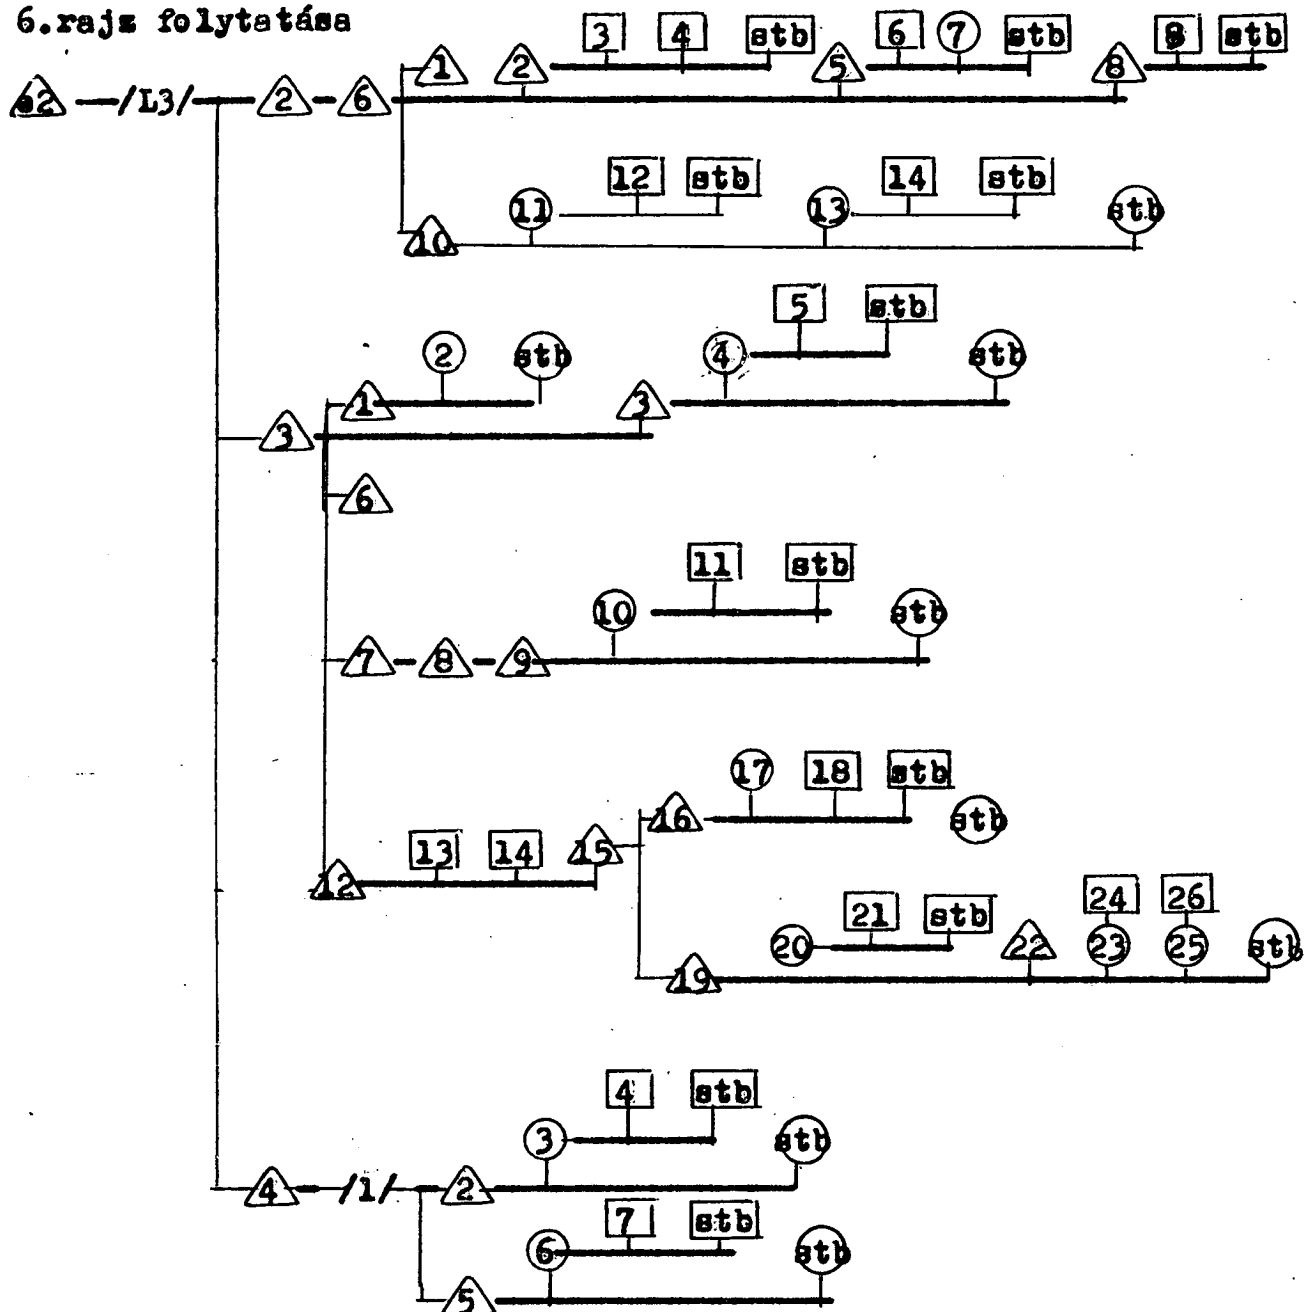 6.rajz folytatása
3 4 stb 6 7 stb 9 stb
1 2 5 8
2 —/L3/— 2 6
12 stb 14 stb
11 13 stb
10
5 stb
2 stb 4 stb
1 3
3
6
11 stb
10 stb
7 8 9
17 18 stb
16 stb
13 14 15
12
24 26
21 stb
20 22 23 25 stb
19
4 stb
3 stb
4 /1/ 2
7 stb
6 stb
5